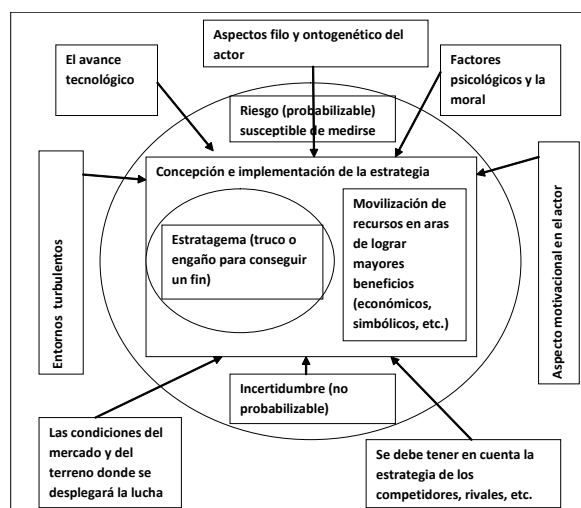 Aspectos filo y ontogenético del
actor
El avance
tecnológico
Factores
psicológicos y la
moral
Riesgo (probabilizable)
susceptible de medirse
Concepción e implementación de la estrategia
Entornos turbulentos
Estratagema (truco o
engaño para conseguir
un fin)
Movilización de
recursos en aras
de lograr
mayores
beneficios
(económicos,
simbólicos, etc.)
Aspecto motivacional en el actor
Incertidumbre (no
probabilizable)
Las condiciones del
mercado y del
terreno donde se
desplegará la lucha
Se debe tener en cuenta la
estrategia de los
competidores, rivales, etc.